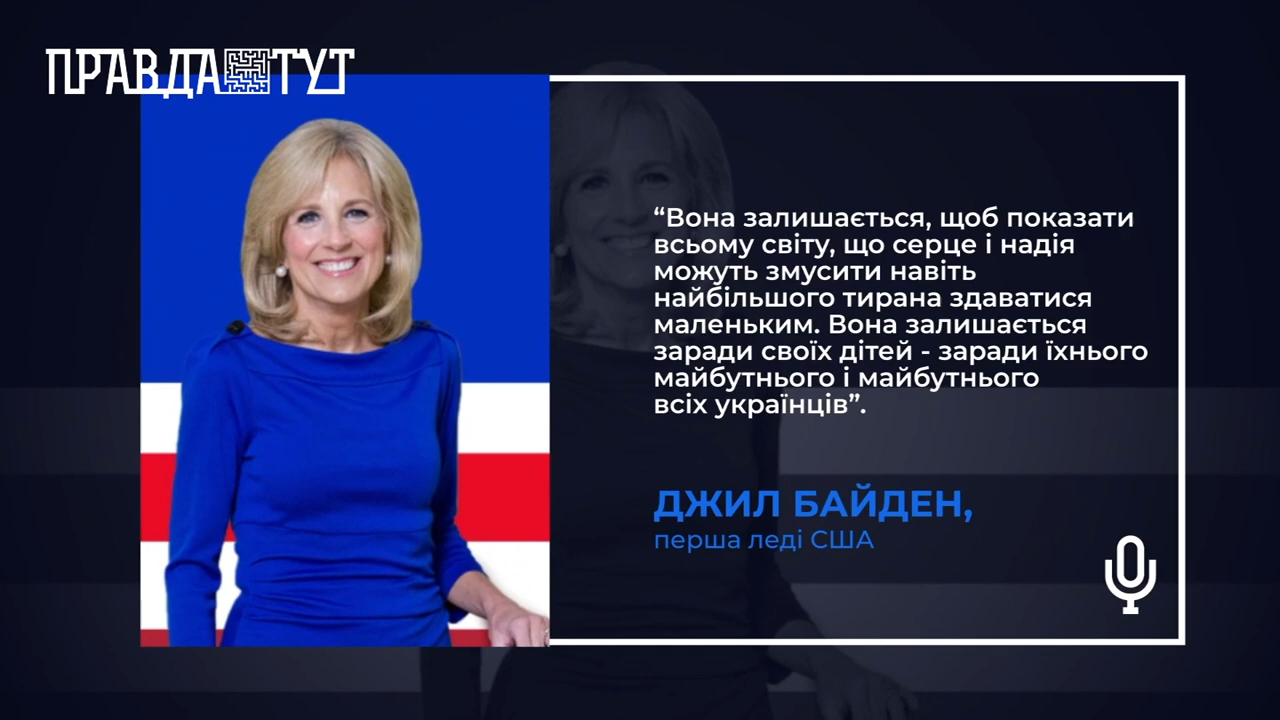 ПРАВДА ТУТ
“Вона залишається, щоб показати
всьому світу, що серце і надія
можуть змусити навіть
найбільшого тирана здаватися
маленьким. Вона залишається
заради своїх дітей - заради їхнього
майбутнього і майбутнього
всіх українців”.
ДЖИЛ БАЙДЕН,
перша леді США